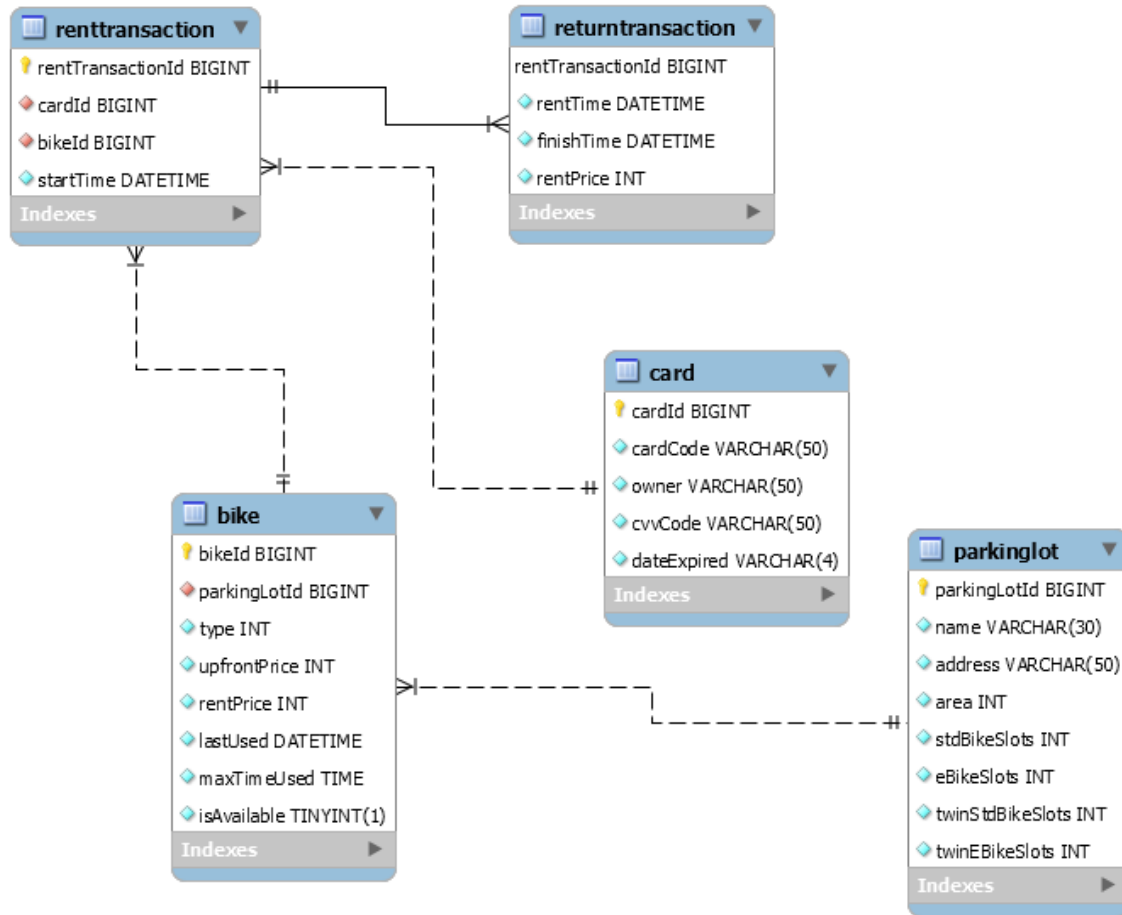 renttransaction
rentTransactionId BIGINT
cardId BIGINT
bikeId BIGINT
startTime DATETIME
Indexes
returntransaction
rentTransactionId BIGINT
rentTime DATETIME
finishTime DATETIME
rentPrice INT
Indexes
card
cardId BIGINT
cardCode VARCHAR(50)
owner VARCHAR(50)
cvvCode VARCHAR(50)
dateExpired VARCHAR(4)
Indexes
bike
bikeId BIGINT
parkingLotId BIGINT
type INT
upfrontPrice INT
rentPrice INT
lastUsed DATETIME
maxTimeUsed TIME
isAvailable TINYINT(1)
Indexes
parkinglot
parkingLotId BIGINT
name VARCHAR(30)
address VARCHAR(50)
area INT
stdBikeSlots INT
eBikeSlots INT
twinStdBikeSlots INT
twinEBikeSlots INT
Indexes